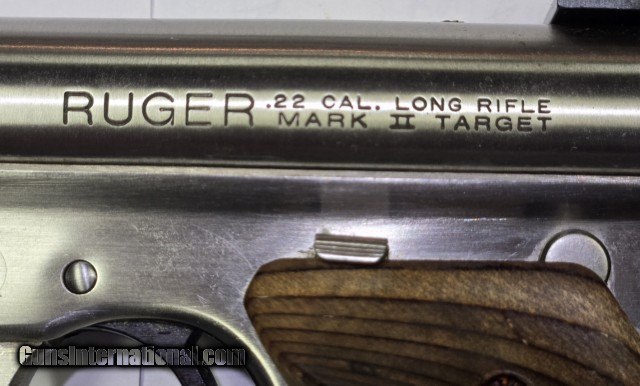 RUGER .22 CAL. LONG RIFLE
MARK II TARGET
GunsInternational.com